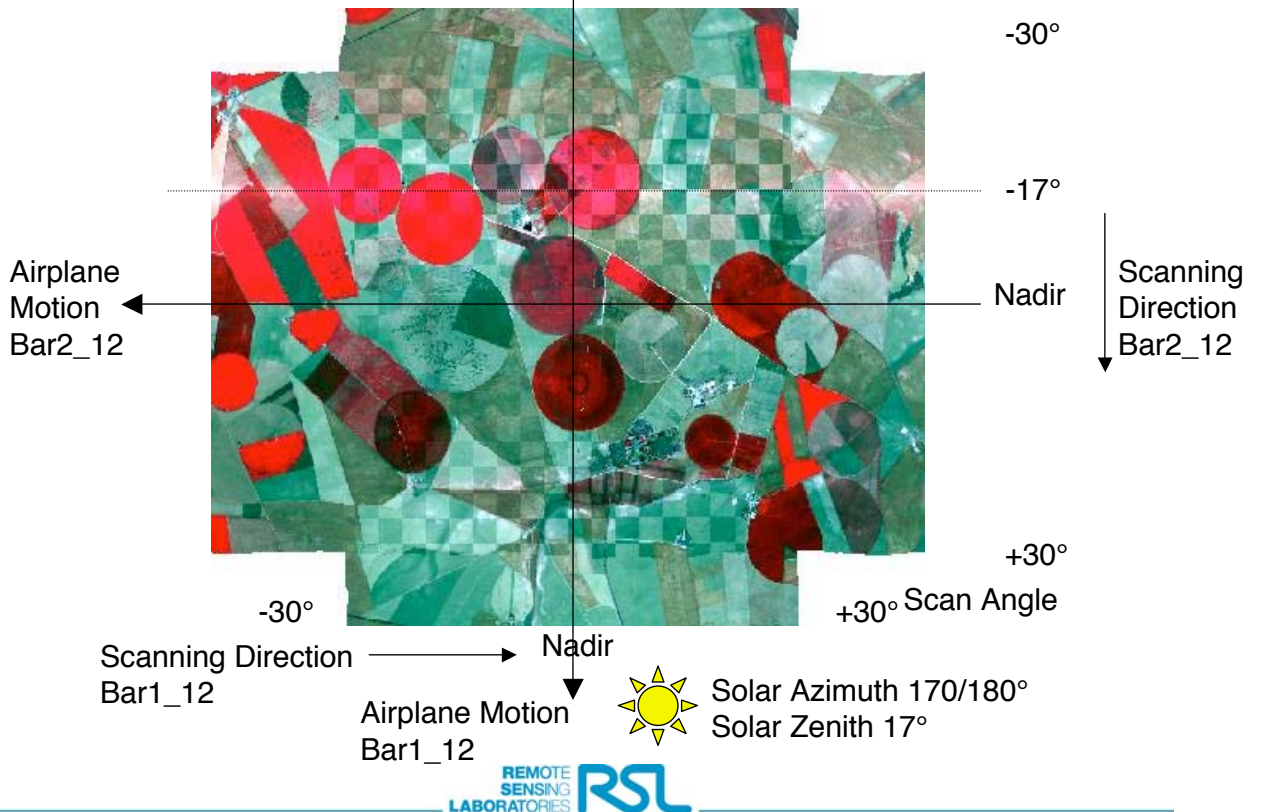 -30°
-17°
Airplane
Motion
Bar2_12
Nadir
Scanning
Direction
Bar2_12
+30°
-30°
+30° Scan Angle
Scanning Direction
Bar1_12
Nadir
Airplane Motion
Bar1_12
Solar Azimuth 170/180°
Solar Zenith 17°
REMOTE
SENSING
LABORATORIES
RSL